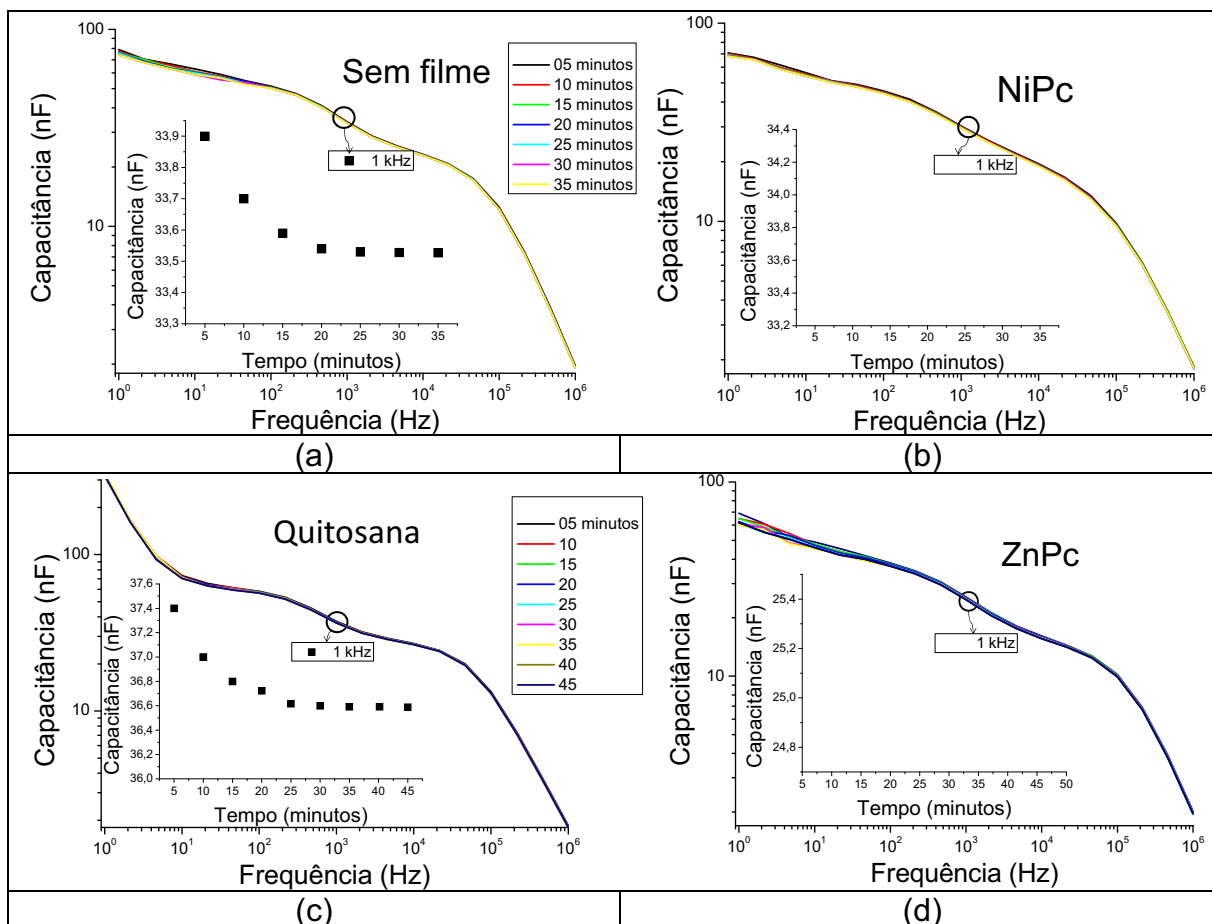 Sem filme
Capacitância (nF)
100
10
05 minutos
10 minutos
15 minutos
20 minutos
25 minutos
30 minutos
35 minutos
1 kHz
Capacitância (nF)
33,9
33,8
33,7
33,6
33,5
33,4
33,3
5 10 15 20 25 30 35
Tempo (minutos)
10⁰ 10¹ 10² 10³ 10⁴ 10⁵ 10⁶
Frequência (Hz)
(a)
NiPc
Capacitância (nF)
100
10
1 kHz
Capacitância (nF)
34,4
34,2
34,0
33,8
33,6
33,4
33,2
5 10 15 20 25 30 35
Tempo (minutos)
10⁰ 10¹ 10² 10³ 10⁴ 10⁵ 10⁶
Frequência (Hz)
(b)
Quitosana
Capacitância (nF)
100
10
05 minutos
10
15
20
25
30
35
40
45
1 kHz
Capacitância (nF)
37,6
37,4
37,2
37,0
36,8
36,6
36,4
36,2
36,0
5 10 15 20 25 30 35 40 45
Tempo (minutos)
10⁰ 10¹ 10² 10³ 10⁴ 10⁵ 10⁶
Frequência (Hz)
(c)
ZnPc
Capacitância (nF)
100
10
1 kHz
Capacitância (nF)
25,4
25,2
25,0
24,8
5 10 15 20 25 30 35 40 45 50
Tempo (minutos)
10⁰ 10¹ 10² 10³ 10⁴ 10⁵ 10⁶
Frequência (Hz)
(d)